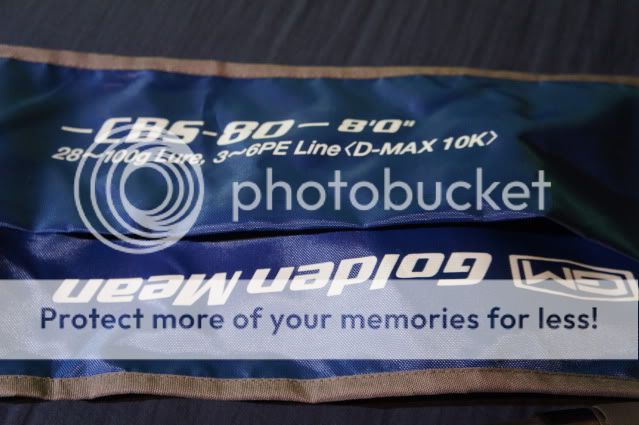 -CBS-80- 8'0"
28~100g Lure, 3~6PE Line<D-MAX 10K>
photobucket
Golden Mean GM
Protect more of your memories for less!